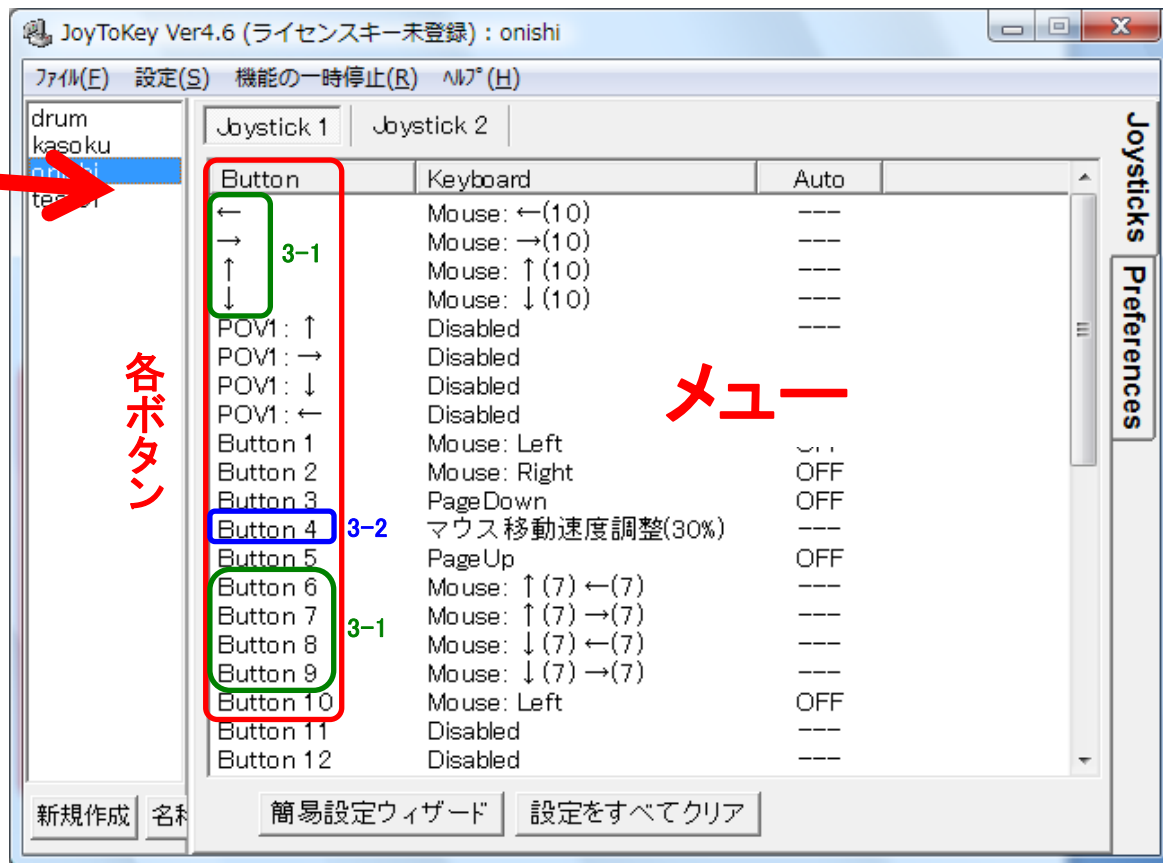 JoyToKey Ver4.6 (ライセンスキー未登録) : onishi
ﾌｧｲﾙ(F) 設定(S) 機能の一時停止(R) ﾍﾙﾌﾟ(H)
drum
kasoku
onishi
Joystick 1 Joystick 2
Joysticks
Preferences
Button Keyboard Auto
← Mouse: ←(10) ---
→ Mouse: →(10) ---
↑ Mouse: ↑(10) ---
↓ Mouse: ↓(10) ---
3-1
POV1 : ↑ Disabled ---
POV1 : → Disabled
POV1 : ↓ Disabled
POV1 : ← Disabled
各ボタン
メュー
Button 1 Mouse: Left
Button 2 Mouse: Right OFF
Button 3 PageDown OFF
Button 4 3-2 マウス移動速度調整(30%) ---
Button 5 PageUp OFF
Button 6 Mouse: ↑(7) ←(7) ---
Button 7 Mouse: ↑(7) →(7) ---
3-1
Button 8 Mouse: ↓(7) ←(7) ---
Button 9 Mouse: ↓(7) →(7) ---
Button 10 Mouse: Left OFF
Button 11 Disabled ---
Button 12 Disabled ---
新規作成 名称 簡易設定ウィザード 設定をすべてクリア